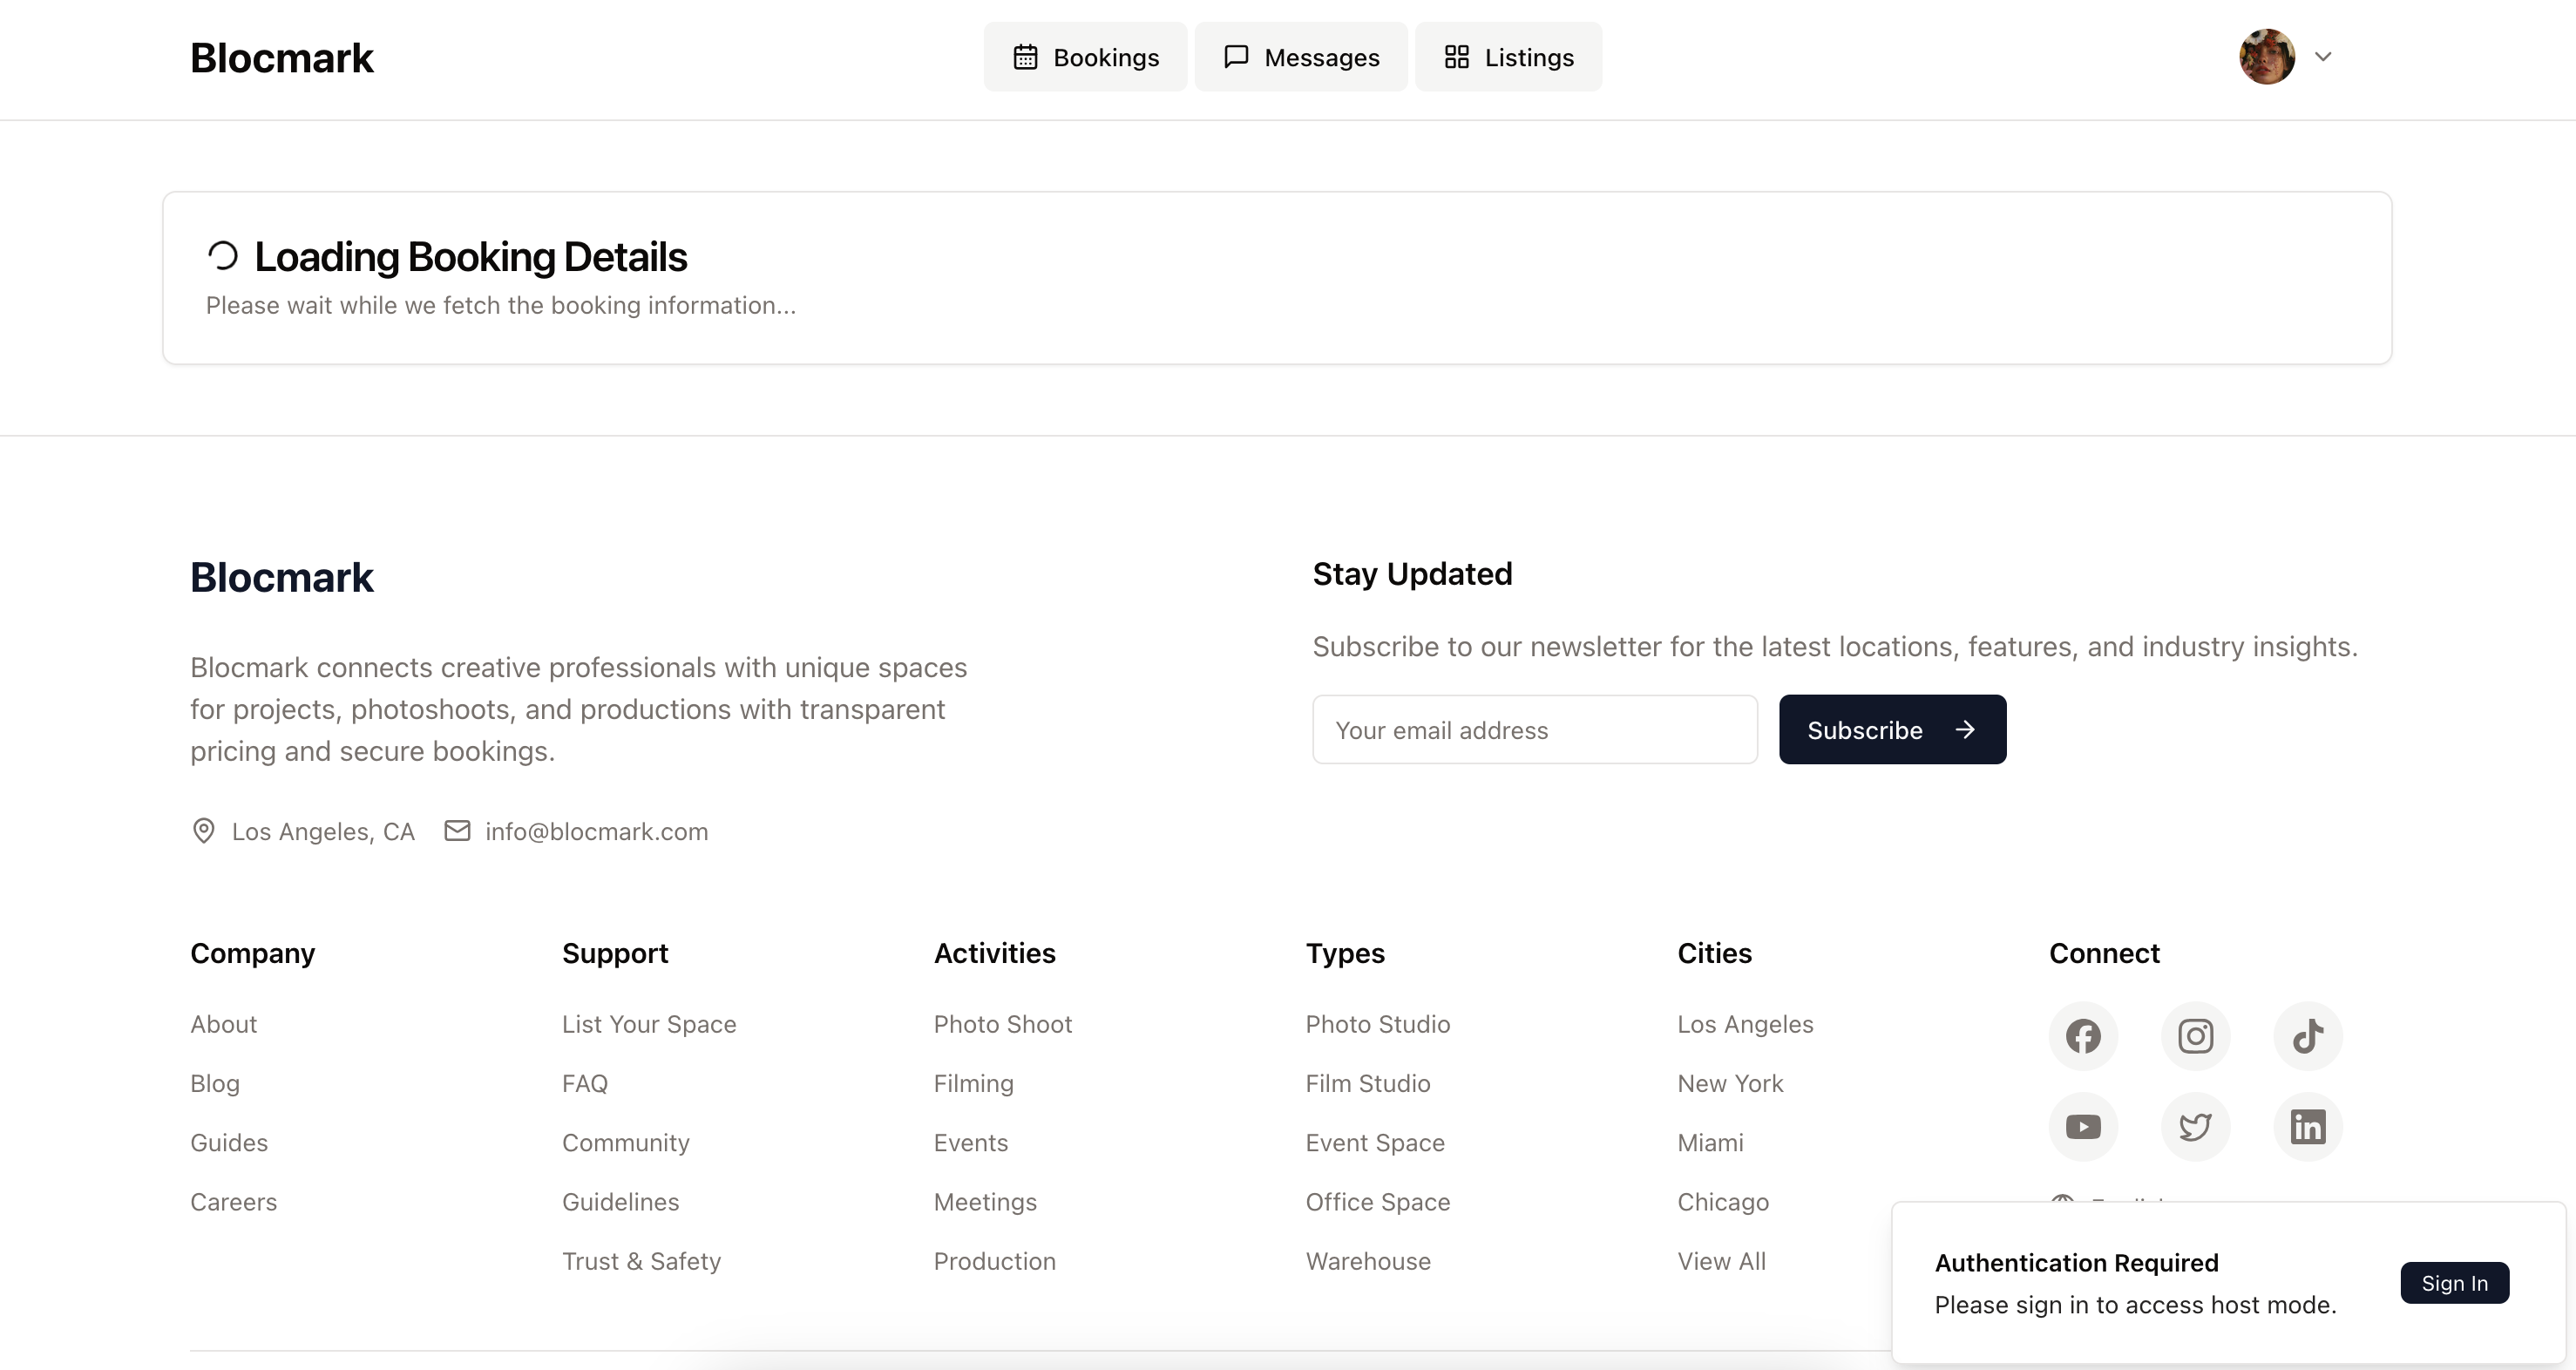 Blocmark
Bookings
Messages
Listings
Loading Booking Details
Please wait while we fetch the booking information...
Blocmark
Blocmark connects creative professionals with unique spaces
for projects, photoshoots, and productions with transparent
pricing and secure bookings.
Los Angeles, CA
info@blocmark.com
Stay Updated
Subscribe to our newsletter for the latest locations, features, and industry insights.
Your email address
Subscribe
Company
About
Blog
Guides
Careers
Support
List Your Space
FAQ
Community
Guidelines
Trust & Safety
Activities
Photo Shoot
Filming
Events
Meetings
Production
Types
Photo Studio
Film Studio
Event Space
Office Space
Warehouse
Cities
Los Angeles
New York
Miami
Chicago
View All
Connect
Authentication Required
Please sign in to access host mode.
Sign In